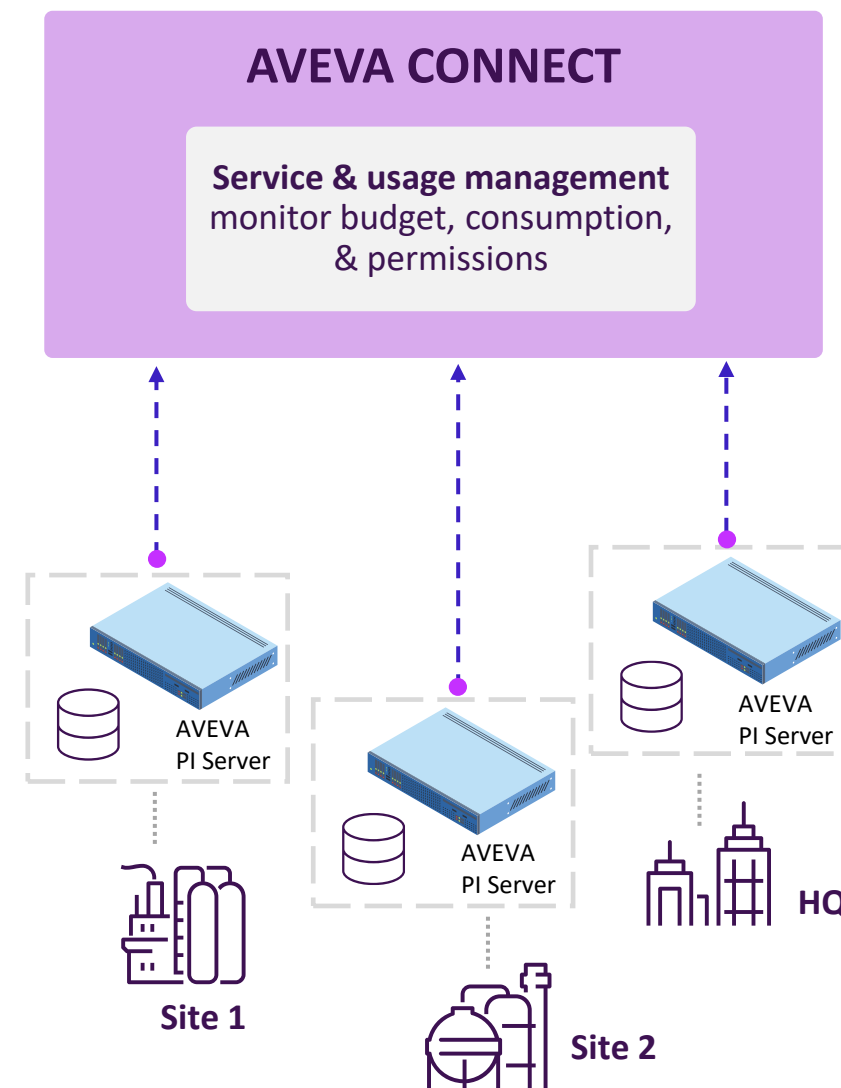 AVEVA CONNECT
Service & usage management
monitor budget, consumption,
& permissions
AVEVA
PI Server
AVEVA
PI Server
AVEVA
PI Server
Site 1
Site 2
HQ